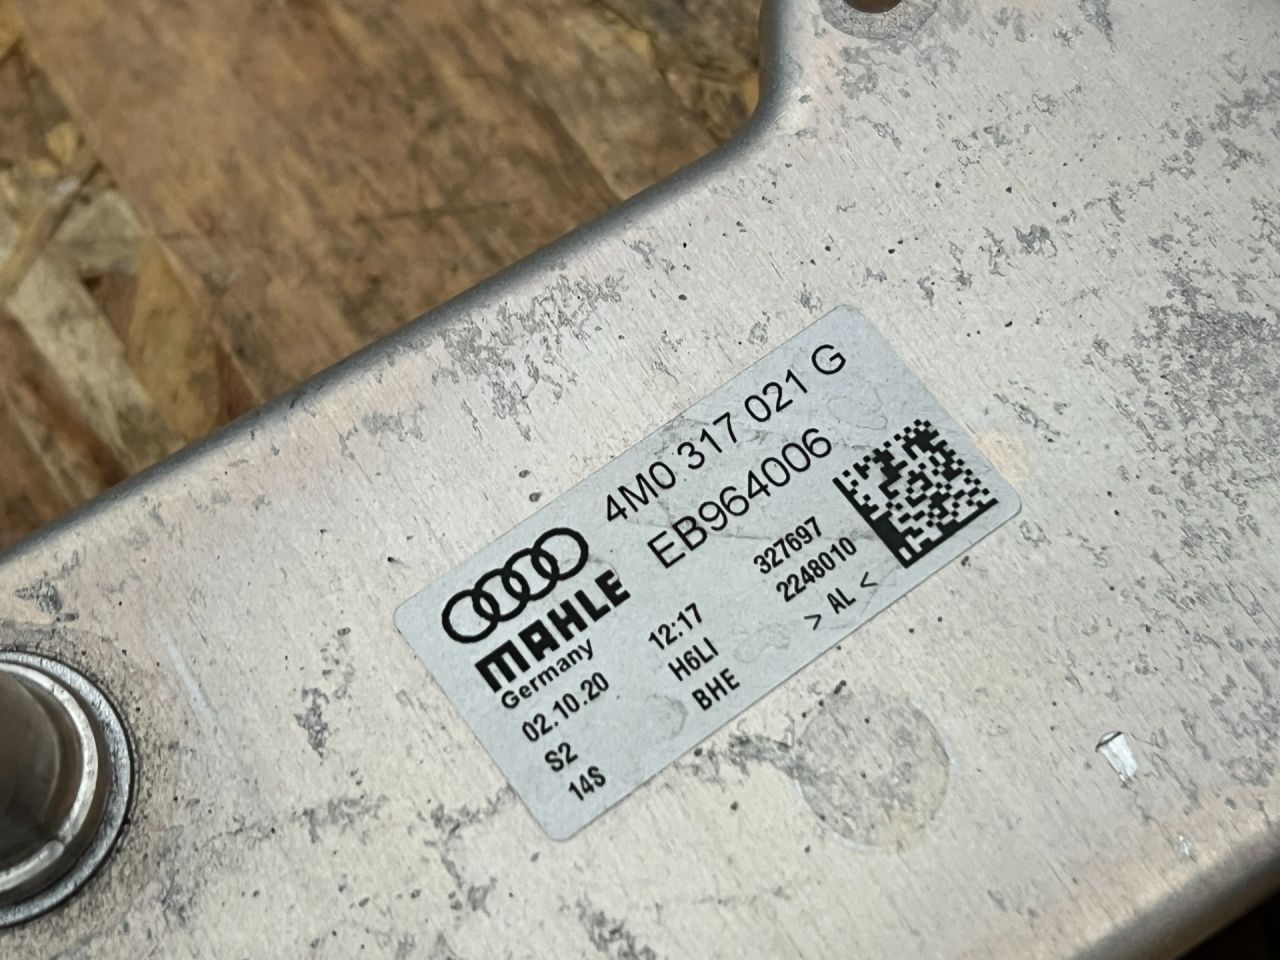 4M0 317 021 G
EB964006
MAHLE
Germany
02.10.20 12:17 327697
S2 H6LI 2248010
14S BHE > AL <